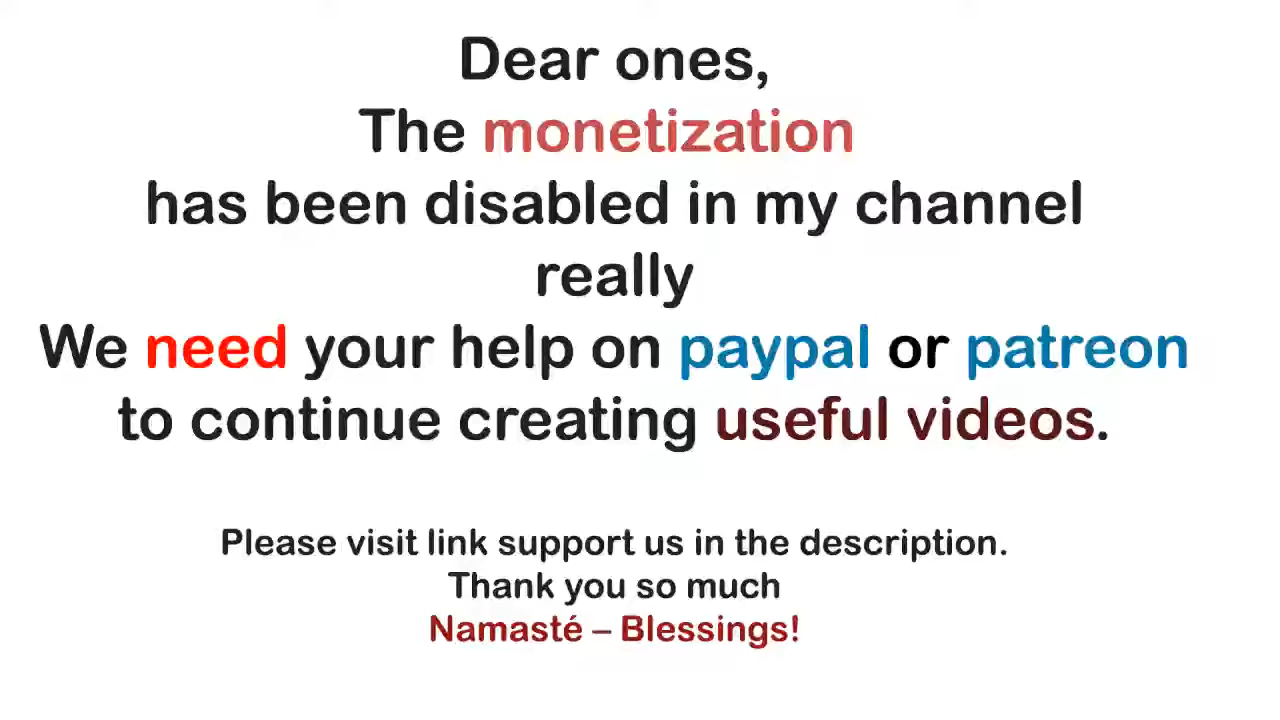 Dear ones,
The monetization
has been disabled in my channel
really
We need your help on paypal or patreon
to continue creating useful videos.
Please visit link support us in the description.
Thank you so much
Namasté – Blessings!